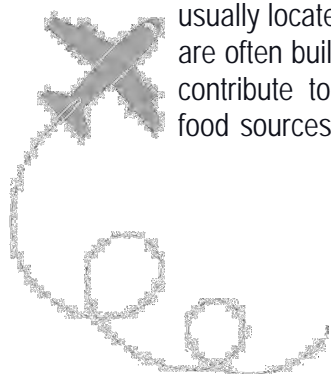 usually locate
are often buil
contribute to
food sources